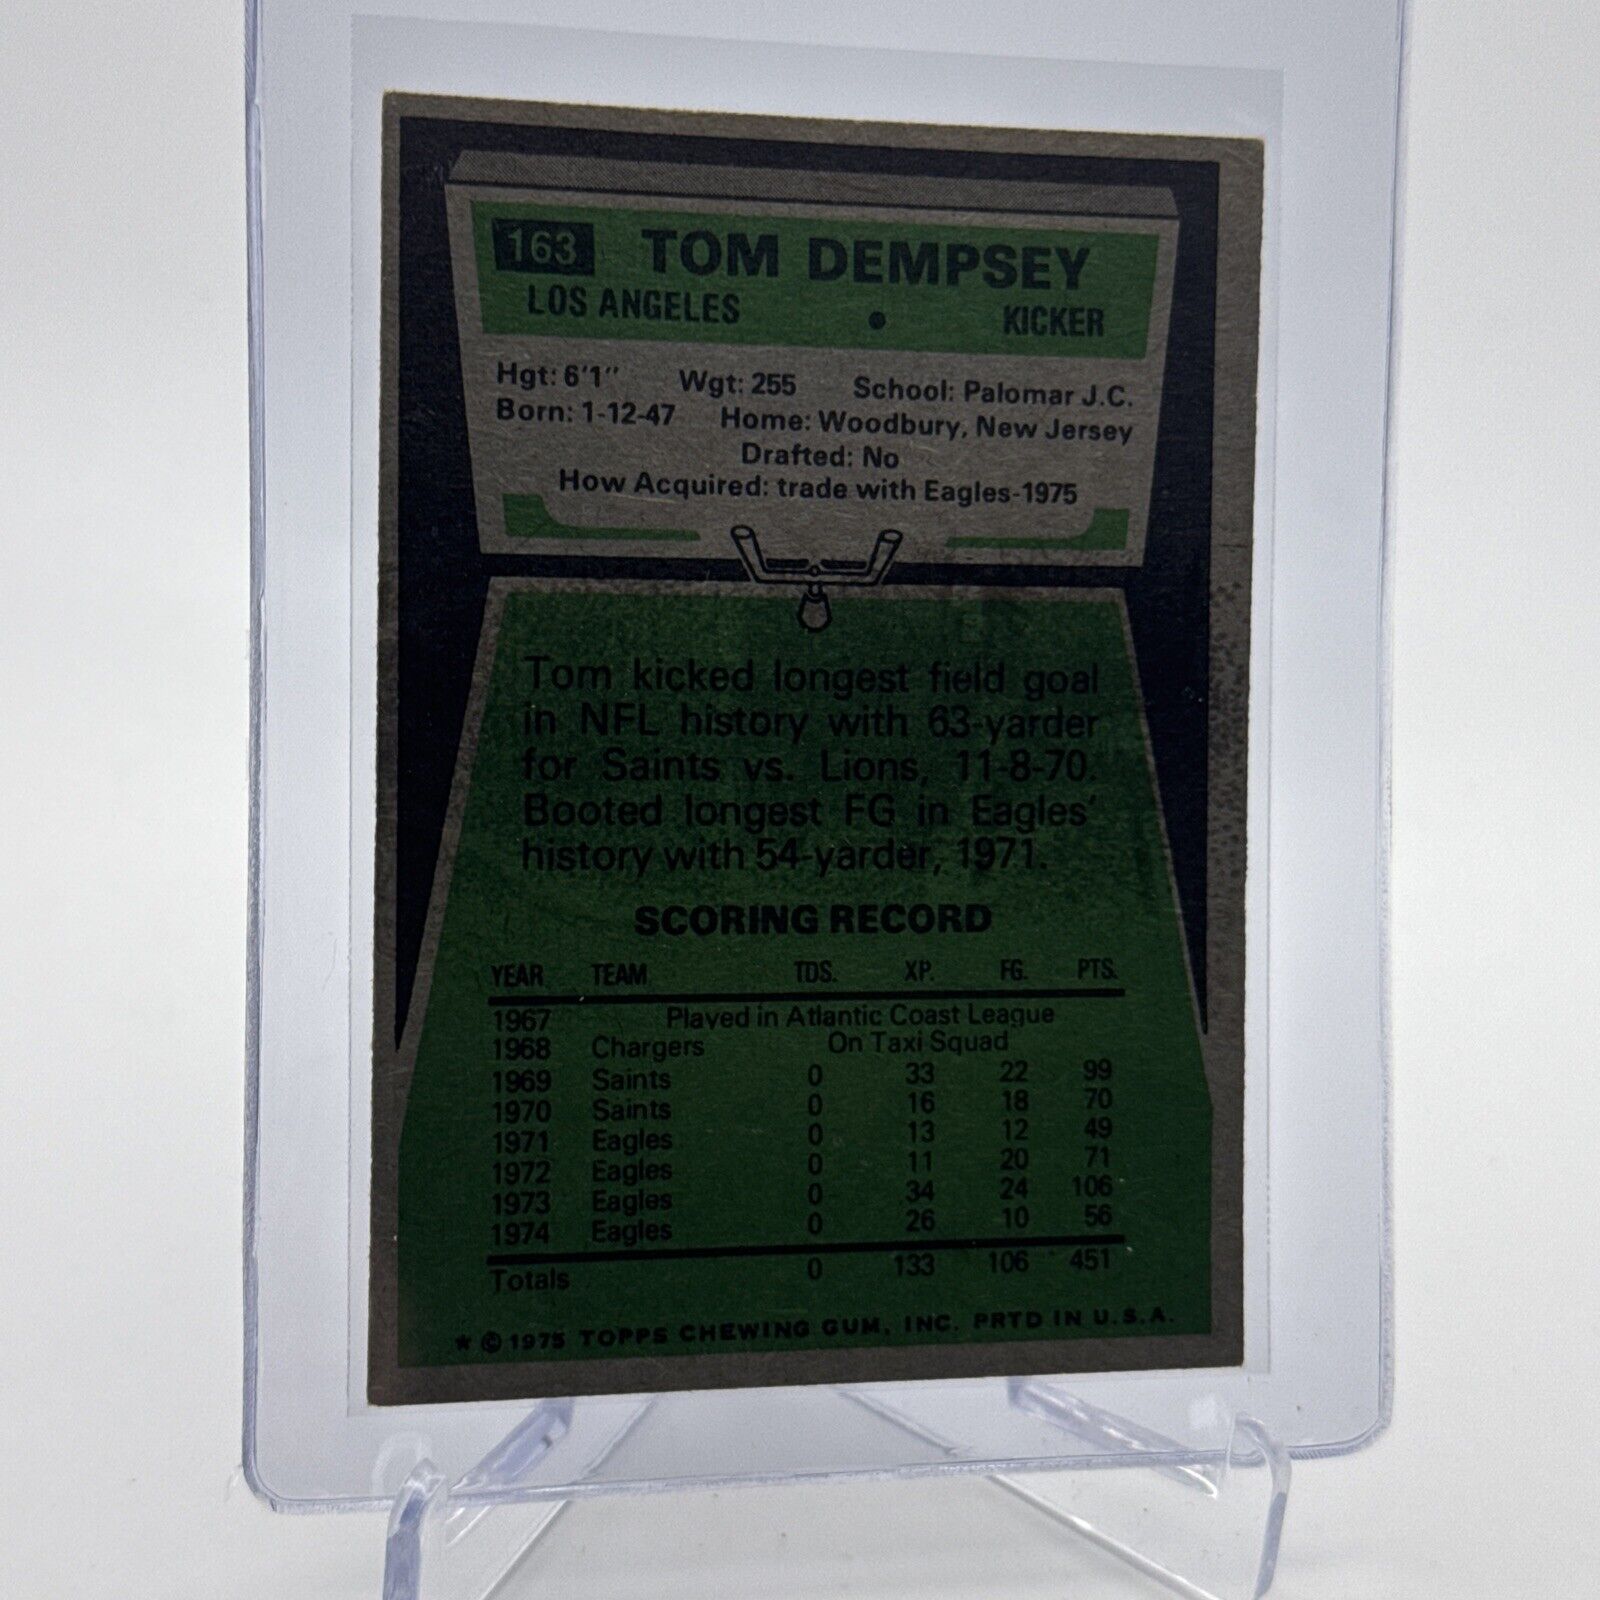 163 TOM DEMPSEY
LOS ANGELES • KICKER
Hgt: 6'1" Wgt: 255 School: Palomar J.C.
Born: 1-12-47 Home: Woodbury, New Jersey
Drafted: No
How Acquired: trade with Eagles-1975
Tom kicked longest field goal
in NFL history with 63-yarder
for Saints vs. Lions, 11-8-70.
Booted longest FG in Eagles'
history with 54-yarder, 1971.
SCORING RECORD
YEAR TEAM TDS. XP. FG. PTS.
1967 Played in Atlantic Coast League
1968 Chargers On Taxi Squad
1969 Saints 0 33 22 99
1970 Saints 0 16 18 70
1971 Eagles 0 13 12 49
1972 Eagles 0 11 20 71
1973 Eagles 0 34 24 106
1974 Eagles 0 26 10 56
Totals 0 133 106 451
* © 1975 TOPPS CHEWING GUM, INC. PRTD IN U.S.A.